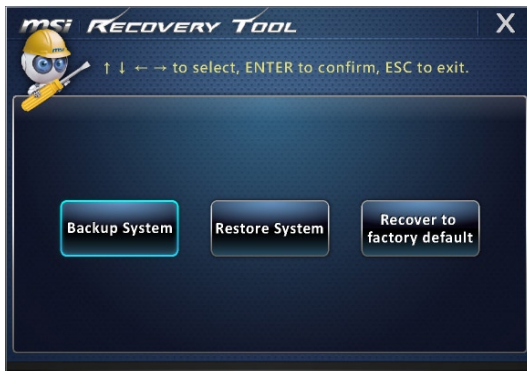 msi Recovery Tool X
↑ ↓ ← → to select, ENTER to confirm, ESC to exit.
Backup System
Restore System
Recover to
factory default